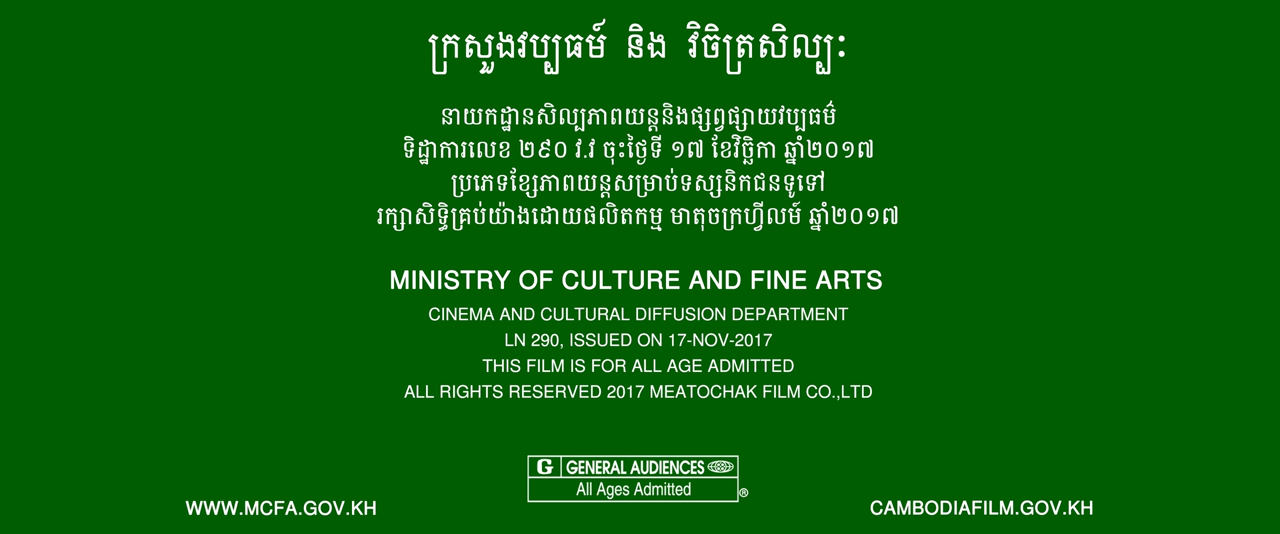 ក្រសួងវប្បធម៍ និង វិចិត្រសិល្បៈ
នាយកដ្ឋានសិល្បភាពយន្តនិងផ្សព្វផ្សាយវប្បធម៌
ទិដ្ឋាការលេខ ២៩០ វ.វ ចុះថ្ងៃទី ១៧ ខែវិច្ឆិកា ឆ្នាំ២០១៧
ប្រភេទខ្សែភាពយន្តសម្រាប់ទស្សនិកជនទូទៅ
រក្សាសិទ្ធិគ្រប់យ៉ាងដោយផលិតកម្ម មាតុចក្រហ្វីលម៍ ឆ្នាំ២០១៧
MINISTRY OF CULTURE AND FINE ARTS
CINEMA AND CULTURAL DIFFUSION DEPARTMENT
LN 290, ISSUED ON 17-NOV-2017
THIS FILM IS FOR ALL AGE ADMITTED
ALL RIGHTS RESERVED 2017 MEATOCHAK FILM CO.,LTD
G GENERAL AUDIENCES
All Ages Admitted ®
WWW.MCFA.GOV.KH
CAMBODIAFILM.GOV.KH